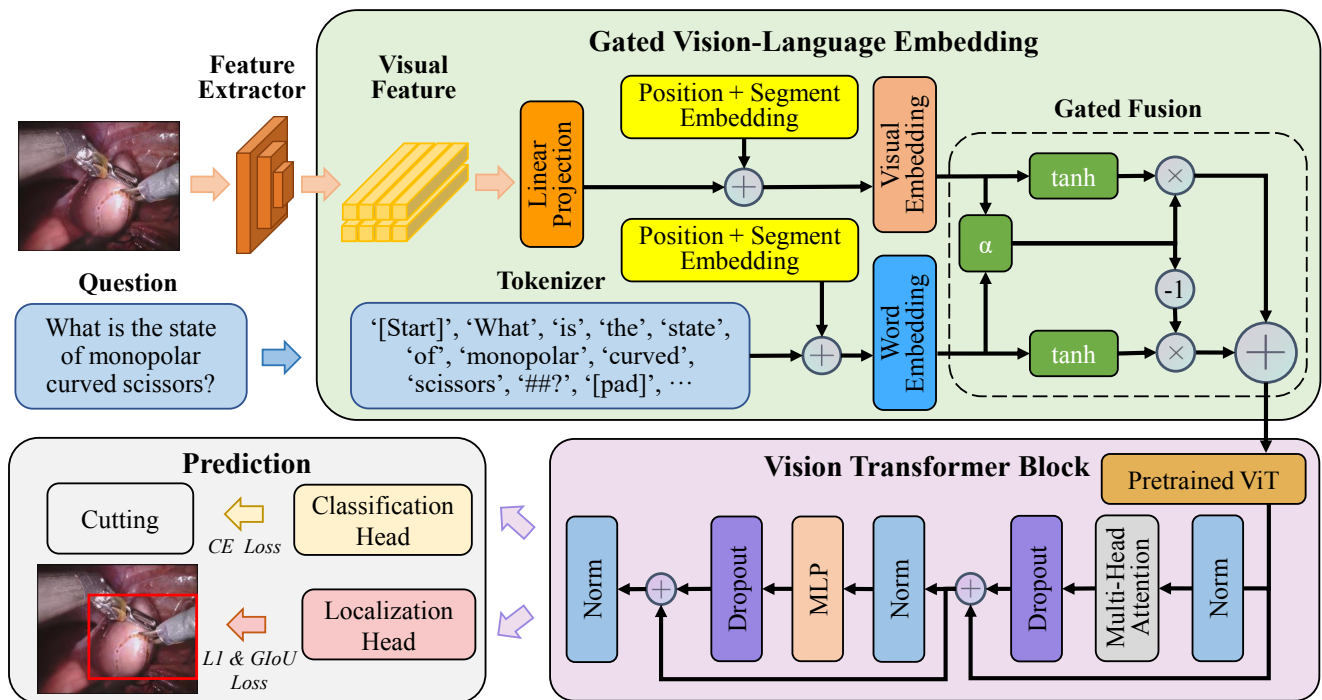 Gated Vision-Language Embedding
Feature
Extractor
Visual
Feature
Linear
Projection
Position + Segment
Embedding
Visual
Embedding
Gated Fusion
tanh
×
+
α
-1
Position + Segment
Embedding
Question
What is the state
of monopolar
curved scissors?
Tokenizer
‘[Start]’, ‘What’, ‘is’, ‘the’, ‘state’,
‘of’, ‘monopolar’, ‘curved’,
‘scissors’, ‘##?’, ‘[pad]’, ···
+
Word
Embedding
tanh
×
+
Prediction
Cutting
CE Loss
Classification
Head
L1 & GIoU
Loss
Localization
Head
Vision Transformer Block
Pretrained ViT
Norm
+
Dropout
MLP
Norm
+
Dropout
Multi-Head
Attention
Norm